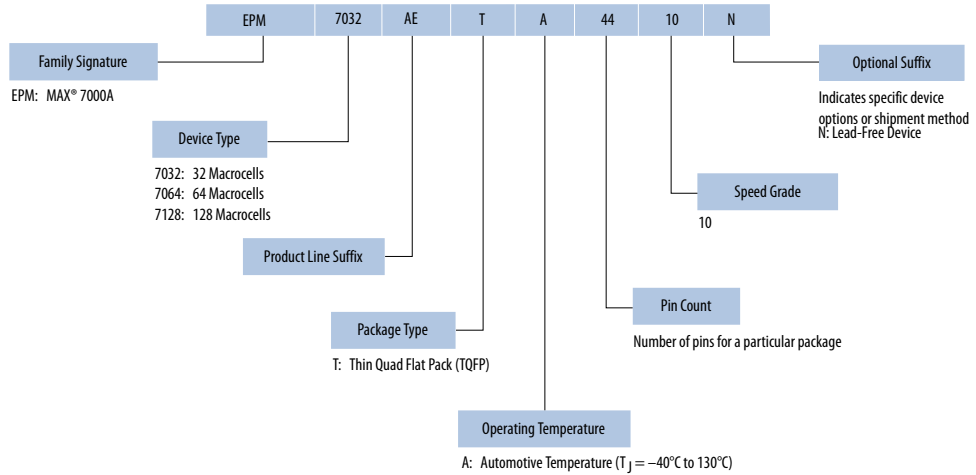 EPM 7032 AE T A 44 10 N
Family Signature
EPM: MAX® 7000A
Optional Suffix
Indicates specific device
options or shipment method
N: Lead-Free Device
Device Type
7032: 32 Macrocells
7064: 64 Macrocells
7128: 128 Macrocells
Speed Grade
10
Product Line Suffix
Pin Count
Number of pins for a particular package
Package Type
T: Thin Quad Flat Pack (TQFP)
Operating Temperature
A: Automotive Temperature (TJ = –40°C to 130°C)